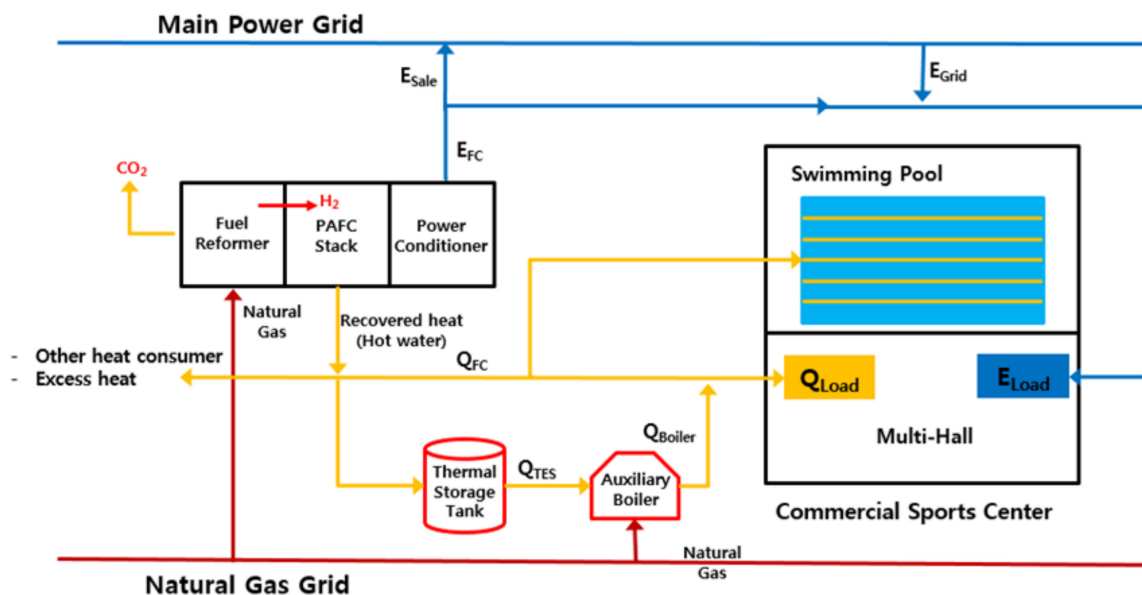 Main Power Grid
E_Sale
E_Grid
E_FC
CO₂
Fuel
Reformer
H₂
PAFC
Stack
Power
Conditioner
Swimming Pool
Natural
Gas
Recovered heat
(Hot water)
- Other heat consumer
- Excess heat
Q_FC
Q_Load
E_Load
Multi-Hall
Q_Boiler
Thermal
Storage
Tank
Q_TES
Auxiliary
Boiler
Commercial Sports Center
Natural
Gas
Natural Gas Grid